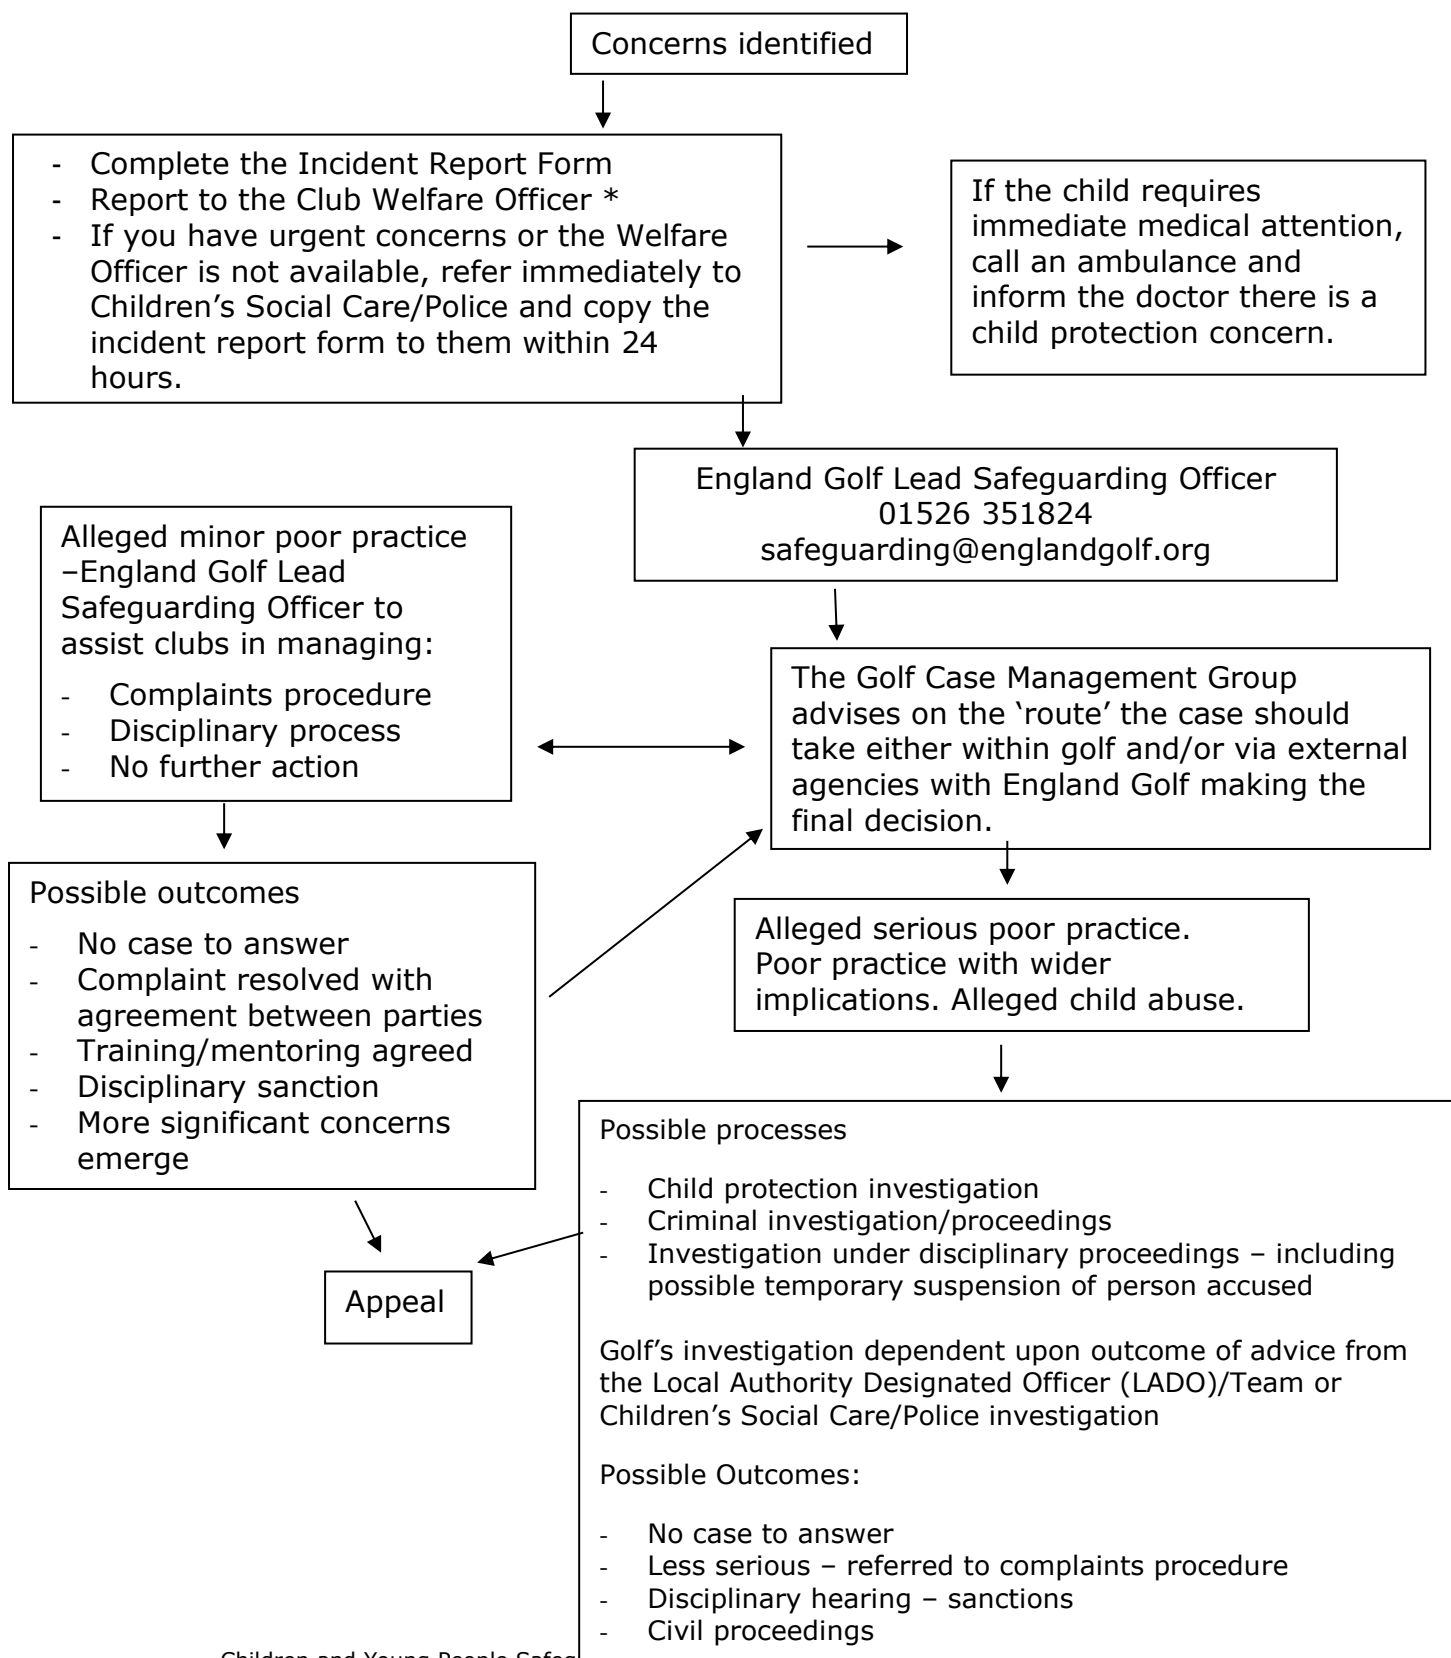 Concerns identified
- Complete the Incident Report Form
- Report to the Club Welfare Officer *
- If you have urgent concerns or the Welfare
Officer is not available, refer immediately to
Children’s Social Care/Police and copy the
incident report form to them within 24
hours.
If the child requires
immediate medical attention,
call an ambulance and
inform the doctor there is a
child protection concern.
England Golf Lead Safeguarding Officer
01526 351824
safeguarding@englandgolf.org
Alleged minor poor practice
–England Golf Lead
Safeguarding Officer to
assist clubs in managing:
- Complaints procedure
- Disciplinary process
- No further action
The Golf Case Management Group
advises on the ‘route’ the case should
take either within golf and/or via external
agencies with England Golf making the
final decision.
Possible outcomes
- No case to answer
- Complaint resolved with
agreement between parties
- Training/mentoring agreed
- Disciplinary sanction
- More significant concerns
emerge
Alleged serious poor practice.
Poor practice with wider
implications. Alleged child abuse.
Possible processes
- Child protection investigation
- Criminal investigation/proceedings
- Investigation under disciplinary proceedings – including
possible temporary suspension of person accused
Golf’s investigation dependent upon outcome of advice from
the Local Authority Designated Officer (LADO)/Team or
Children’s Social Care/Police investigation
Possible Outcomes:
- No case to answer
- Less serious – referred to complaints procedure
- Disciplinary hearing – sanctions
- Civil proceedings
Appeal
Children and Young People